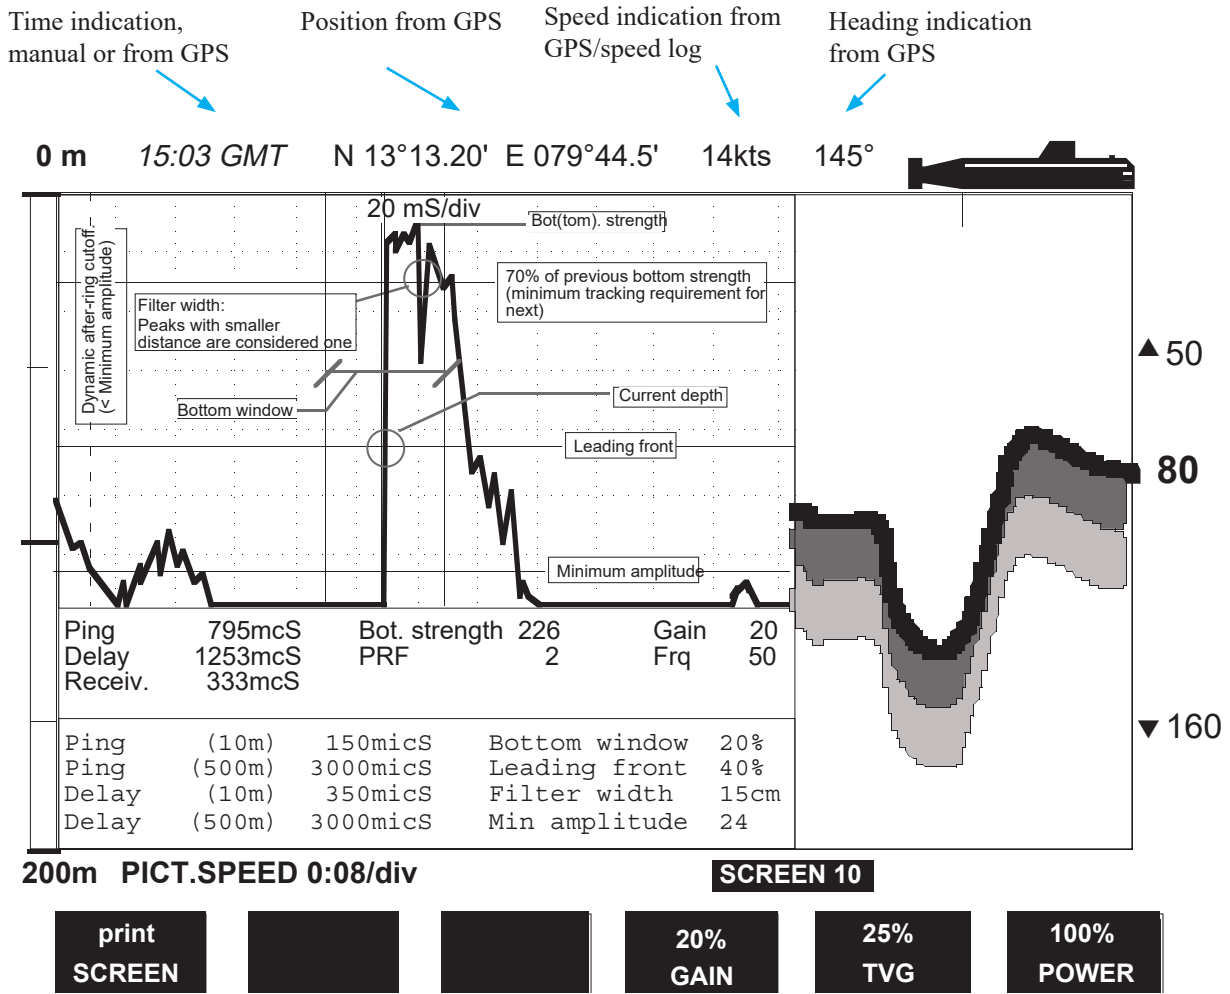 Time indication,
manual or from GPS
Position from GPS
Speed indication from
GPS/speed log
Heading indication
from GPS
0 m 15:03 GMT N 13°13.20' E 079°44.5' 14kts 145°
20 mS/div
Bot(tom). strength
Dynamic after-ring cutoff.
(< Minimum amplitude)
70% of previous bottom strength
(minimum tracking requirement for
next)
Filter width:
Peaks with smaller
distance are considered one
▲ 50
Current depth
Bottom window
Leading front
80
Minimum amplitude
Ping 795mcS Bot. strength 226 Gain 20
Delay 1253mcS PRF 2 Frq 50
Receiv. 333mcS
▼ 160
Ping (10m) 150micS Bottom window 20%
Ping (500m) 3000micS Leading front 40%
Delay (10m) 350micS Filter width 15cm
Delay (500m) 3000micS Min amplitude 24
200m PICT.SPEED 0:08/div SCREEN 10
print
SCREEN
20%
GAIN
25%
TVG
100%
POWER